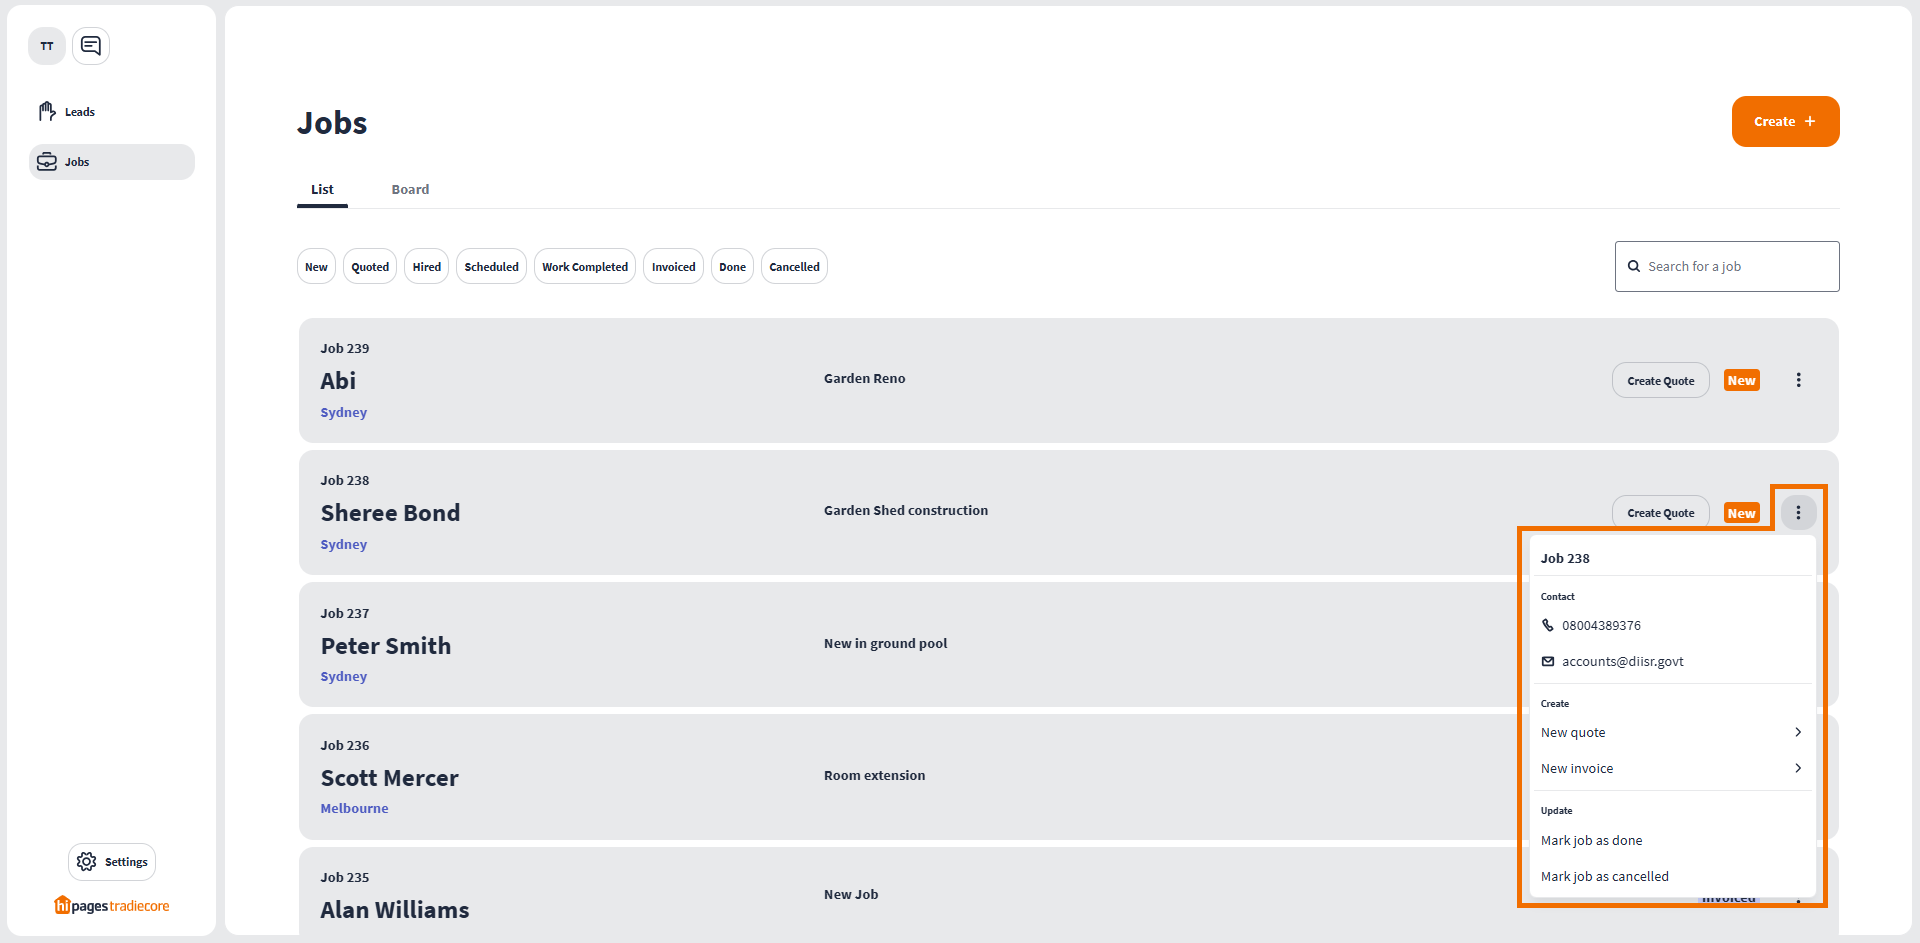 TT
Leads
Jobs
Settings
hipages tradiecore
Jobs
Create +
List
Board
New
Quoted
Hired
Scheduled
Work Completed
Invoiced
Done
Cancelled
Search for a job
Job 239
Abi
Sydney
Garden Reno
Create Quote
New
Job 238
Sheree Bond
Sydney
Garden Shed construction
Create Quote
New
Job 237
Peter Smith
Sydney
New in ground pool
Job 236
Scott Mercer
Melbourne
Room extension
Job 235
Alan Williams
New Job
Invoiced
Job 238
Contact
08004389376
accounts@diisr.govt
Create
New quote
New invoice
Update
Mark job as done
Mark job as cancelled